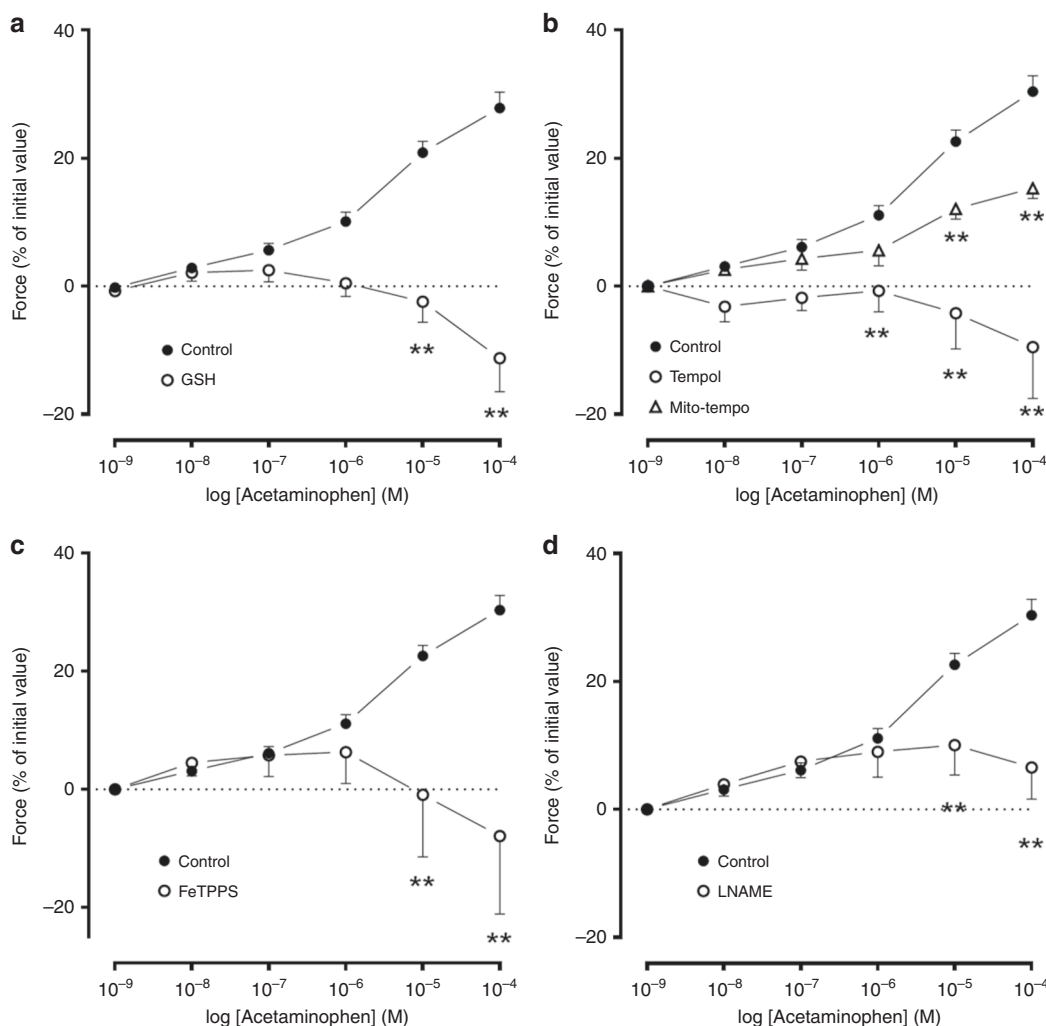 a
40
20
0
−20
Force (% of initial value)
Control
GSH
**
**
10⁻⁹ 10⁻⁸ 10⁻⁷ 10⁻⁶ 10⁻⁵ 10⁻⁴
log [Acetaminophen] (M)
b
40
20
0
−20
Force (% of initial value)
Control
Tempol
Mito-tempo
**
**
**
**
**
10⁻⁹ 10⁻⁸ 10⁻⁷ 10⁻⁶ 10⁻⁵ 10⁻⁴
log [Acetaminophen] (M)
c
40
20
0
−20
Force (% of initial value)
Control
FeTPPS
**
**
10⁻⁹ 10⁻⁸ 10⁻⁷ 10⁻⁶ 10⁻⁵ 10⁻⁴
log [Acetaminophen] (M)
d
40
20
0
−20
Force (% of initial value)
Control
LNAME
**
**
10⁻⁹ 10⁻⁸ 10⁻⁷ 10⁻⁶ 10⁻⁵ 10⁻⁴
log [Acetaminophen] (M)